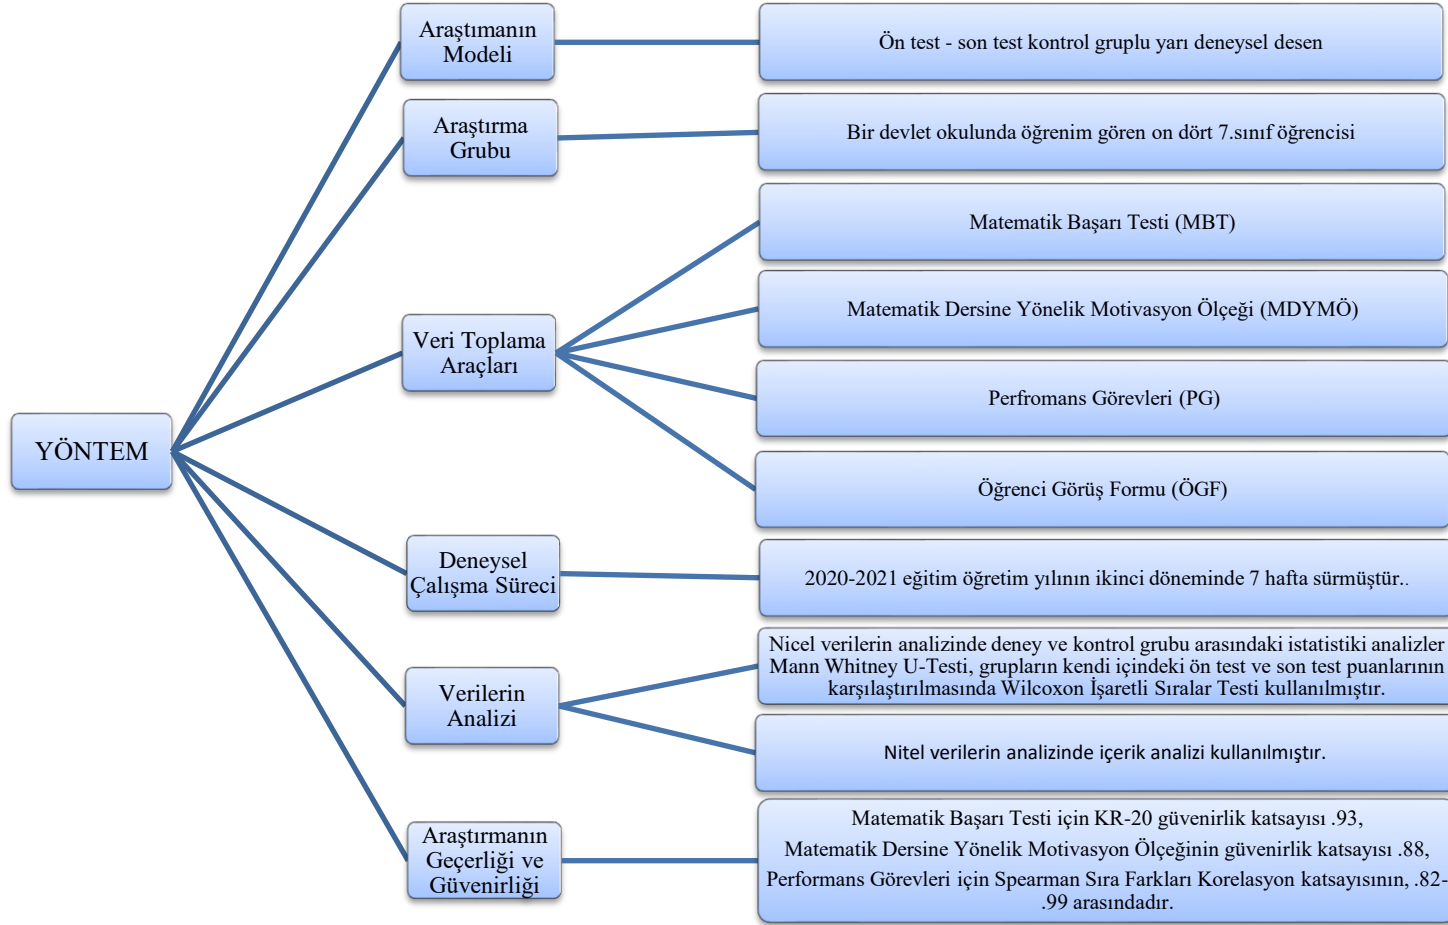 YÖNTEM
Araştımanın
Modeli
Ön test - son test kontrol gruplu yarı deneysel desen
Araştırma
Grubu
Bir devlet okulunda öğrenim gören on dört 7.sınıf öğrencisi
Veri Toplama
Araçları
Matematik Başarı Testi (MBT)
Matematik Dersine Yönelik Motivasyon Ölçeği (MDYMÖ)
Perfromans Görevleri (PG)
Öğrenci Görüş Formu (ÖGF)
Deneysel
Çalışma Süreci
2020-2021 eğitim öğretim yılının ikinci döneminde 7 hafta sürmüştür..
Verilerin
Analizi
Nicel verilerin analizinde deney ve kontrol grubu arasındaki istatistiki analizler
Mann Whitney U-Testi, grupların kendi içindeki ön test ve son test puanlarının
karşılaştırılmasında Wilcoxon İşaretli Sıralar Testi kullanılmıştır.
Nitel verilerin analizinde içerik analizi kullanılmıştır.
Araştırmanın
Geçerliği ve
Güvenirliği
Matematik Başarı Testi için KR-20 güvenirlik katsayısı .93,
Matematik Dersine Yönelik Motivasyon Ölçeğinin güvenirlik katsayısı .88,
Performans Görevleri için Spearman Sıra Farkları Korelasyon katsayısının, .82-
.99 arasındadır.